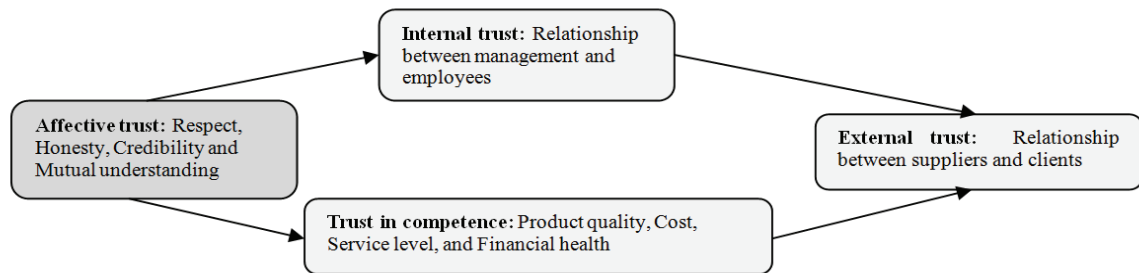 Internal trust: Relationship
between management and
employees
Affective trust: Respect,
Honesty, Credibility and
Mutual understanding
External trust: Relationship
between suppliers and clients
Trust in competence: Product quality, Cost,
Service level, and Financial health